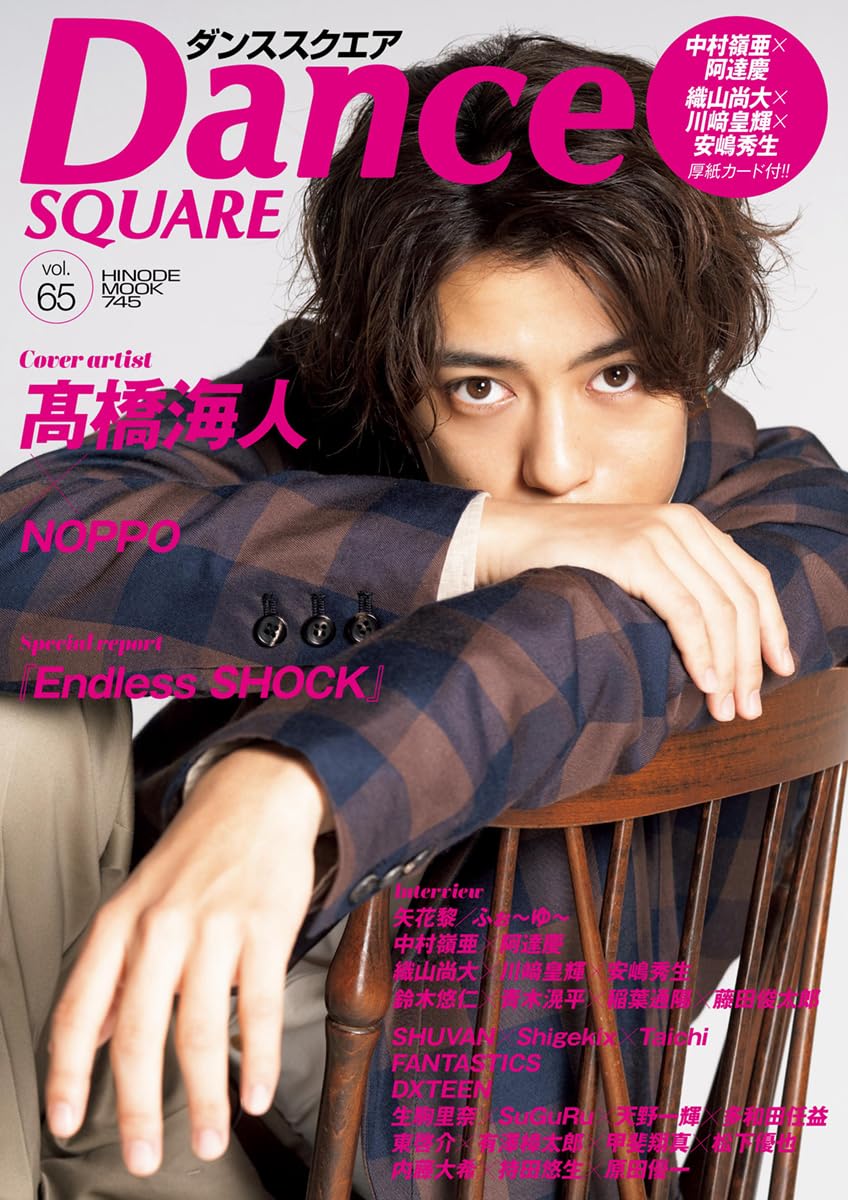 ダンススクエア
Dance
SQUARE
中村嶺亜×
阿達慶
織山尚大×
川﨑皇輝×
安嶋秀生
厚紙カード付!!
vol.
65
HINODE
MOOK
745
Cover artist
髙橋海人
×
NOPPO
Special report
『Endless SHOCK』
Interview
矢花黎/ふぉ〜ゆ〜
中村嶺亜×阿達慶
織山尚大×川﨑皇輝×安嶋秀生
鈴木悠仁×青木滉平×稲葉通陽×藤田俊太郎
SHUVAN×Shigekix×Taichi
FANTASTICS
DXTEEN
生駒里奈×SuGuRu×天野一輝×多和田任益
東啓介×有澤樟太郎×甲斐翔真×松下優也
内藤大希×持田悠生×原田優一